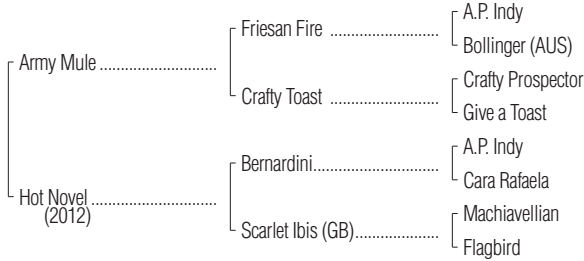 Army Mule
Friesan Fire
A.P. Indy
Bollinger (AUS)
Crafty Toast
Crafty Prospector
Give a Toast
Hot Novel
(2012)
Bernardini
A.P. Indy
Cara Rafaela
Scarlet Ibis (GB)
Machiavellian
Flagbird